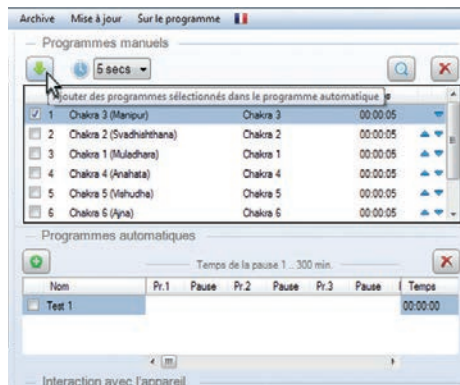 Archive Mise à jour Sur le programme
Programmes manuels
5 secs
Ajouter des programmes sélectionnés dans le programme automatique
1 Chakra 3 (Manipur) Chakra 3 00:00:05
2 Chakra 2 (Svadhishthana) Chakra 2 00:00:05
3 Chakra 1 (Muladhara) Chakra 1 00:00:05
4 Chakra 4 (Anahata) Chakra 4 00:00:05
5 Chakra 5 (Vishudha) Chakra 5 00:00:05
6 Chakra 6 (Ajna) Chakra 6 00:00:05
Programmes automatiques
Temps de la pause 1 .. 300 min.
Nom Pr.1 Pause Pr.2 Pause Pr.3 Pause Temps
Test 1 00:00:00
Interaction avec l'appareil